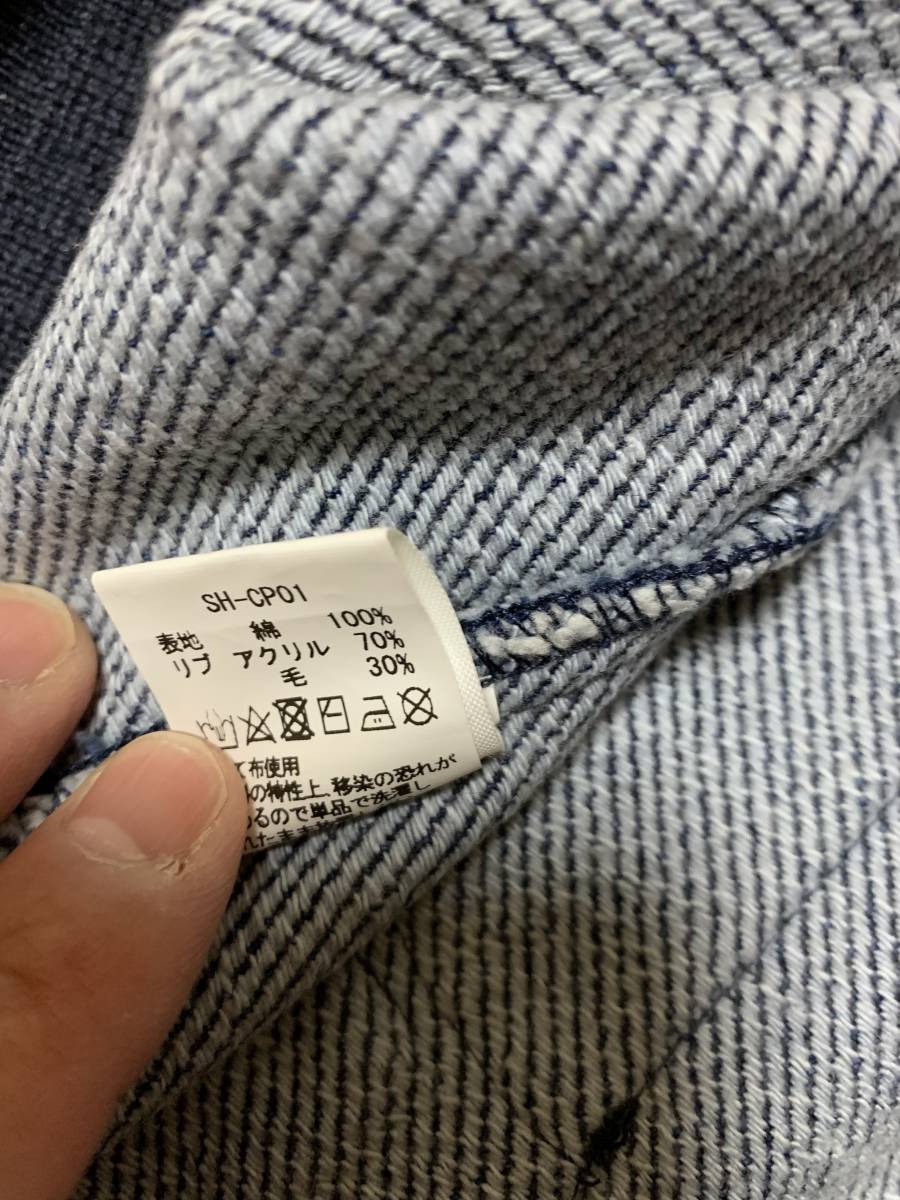 SH-CP01
表地 綿 100%
リブ アクリル 70%
毛 30%
て布使用
の特性上、移染の恐れが
るので単品で洗濯し